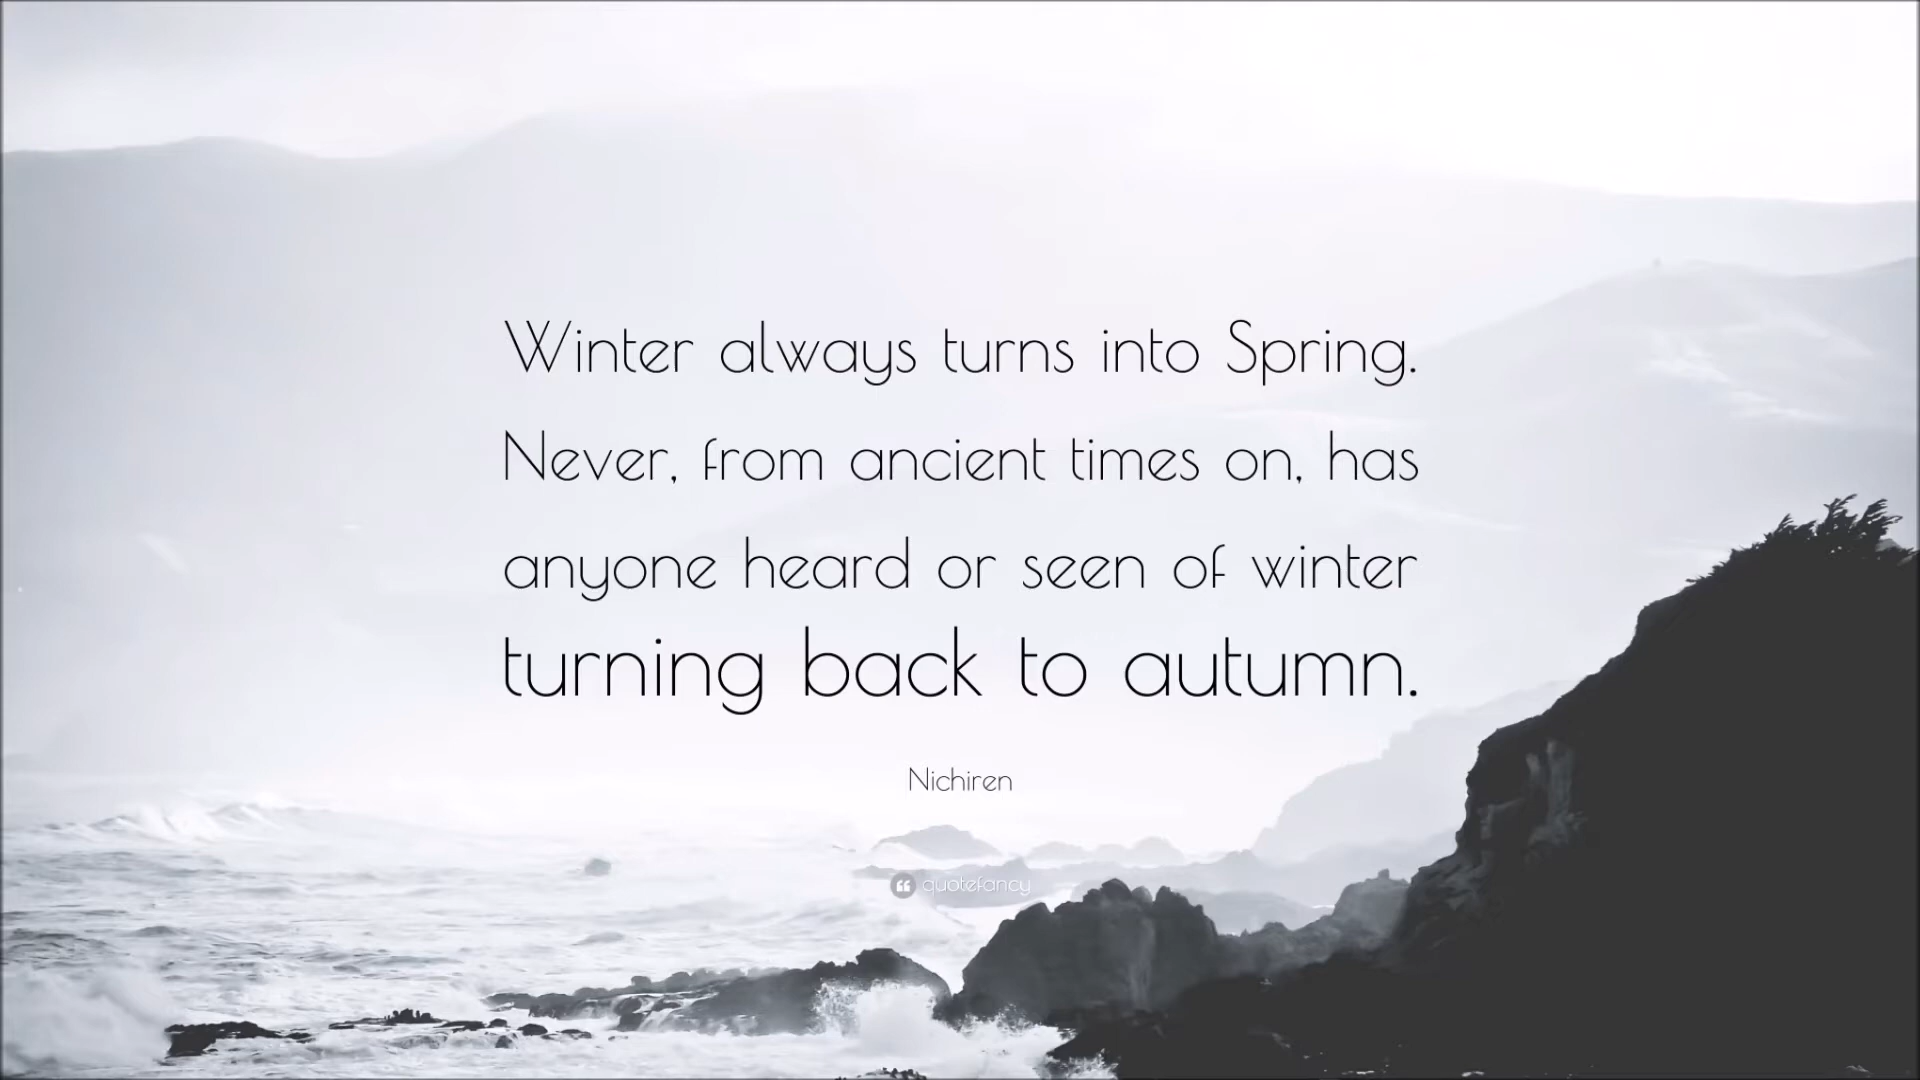 Winter always turns into Spring.
Never, from ancient times on, has
anyone heard or seen of winter
turning back to autumn.
Nichiren
quotefancy